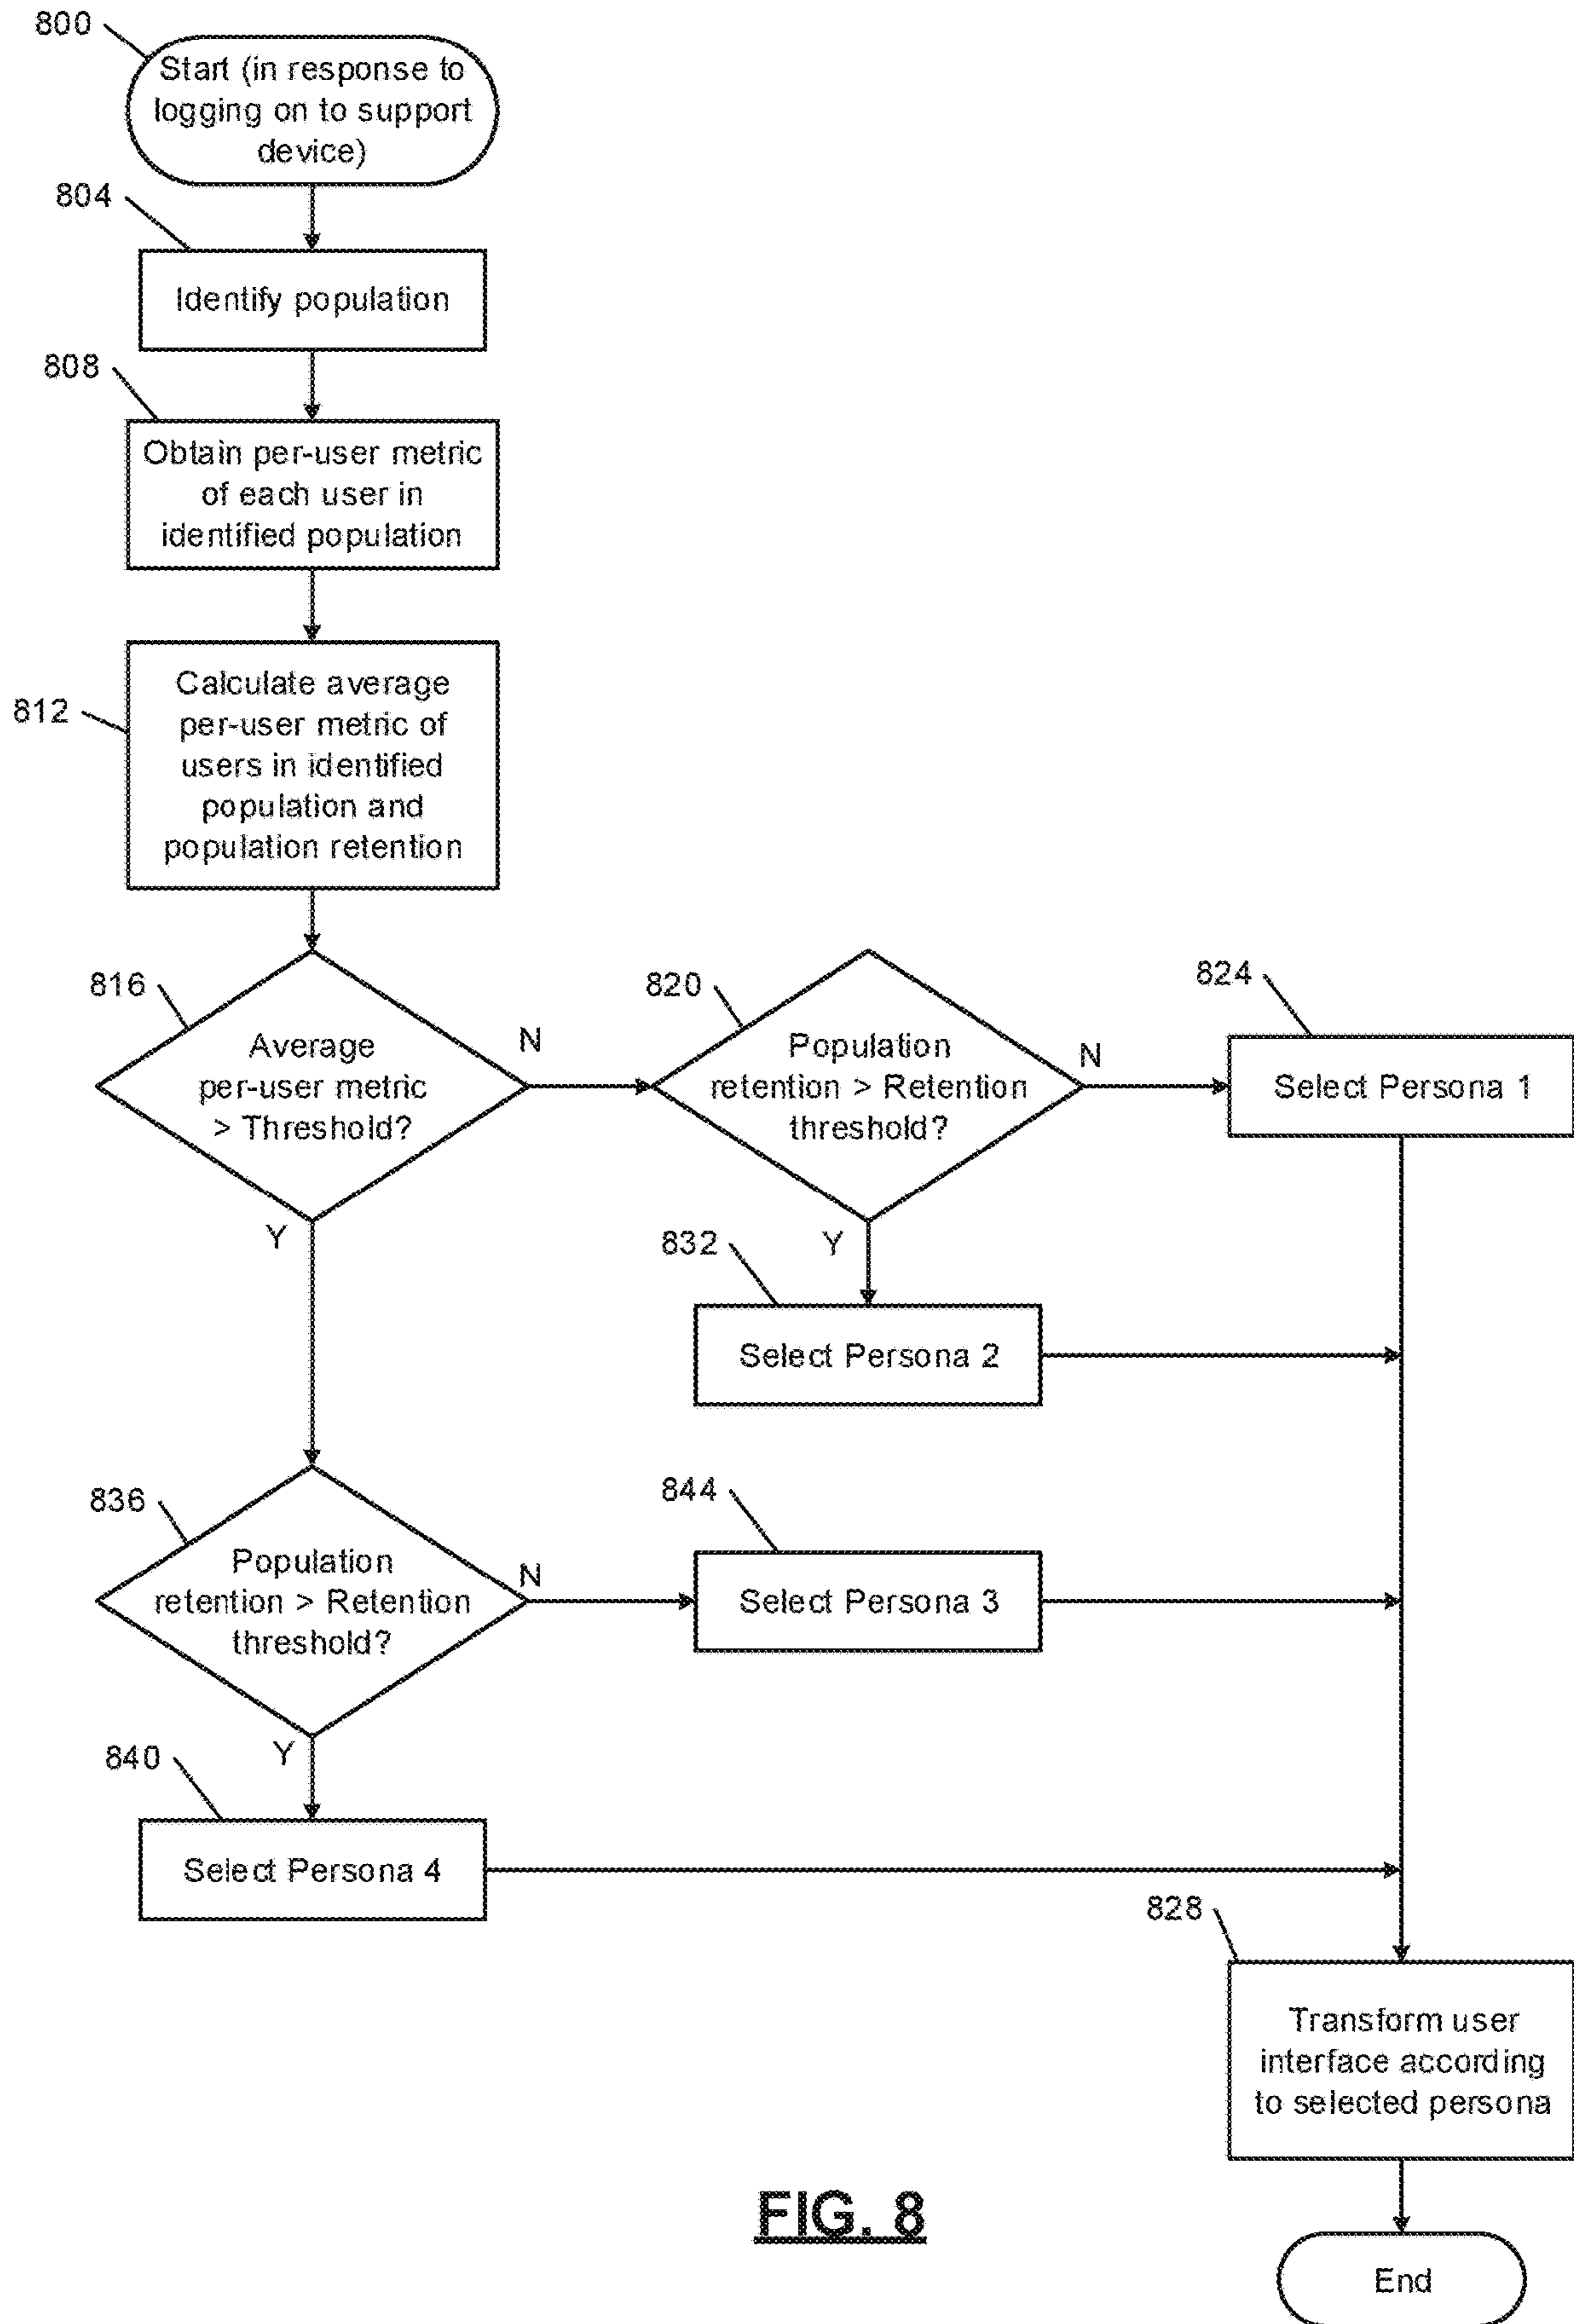 800
Start (in response to
logging on to support
device)
804
Identify population
808
Obtain per-user metric
of each user in
identified population
812
Calculate average
per-user metric of
users in identified
population and
population retention
816
Average
per-user metric
> Threshold?
N
Y
820
Population
retention > Retention
threshold?
N
Y
824
Select Persona 1
832
Select Persona 2
836
Population
retention > Retention
threshold?
N
Y
844
Select Persona 3
840
Select Persona 4
828
Transform user
interface according
to selected persona
End
FIG. 8